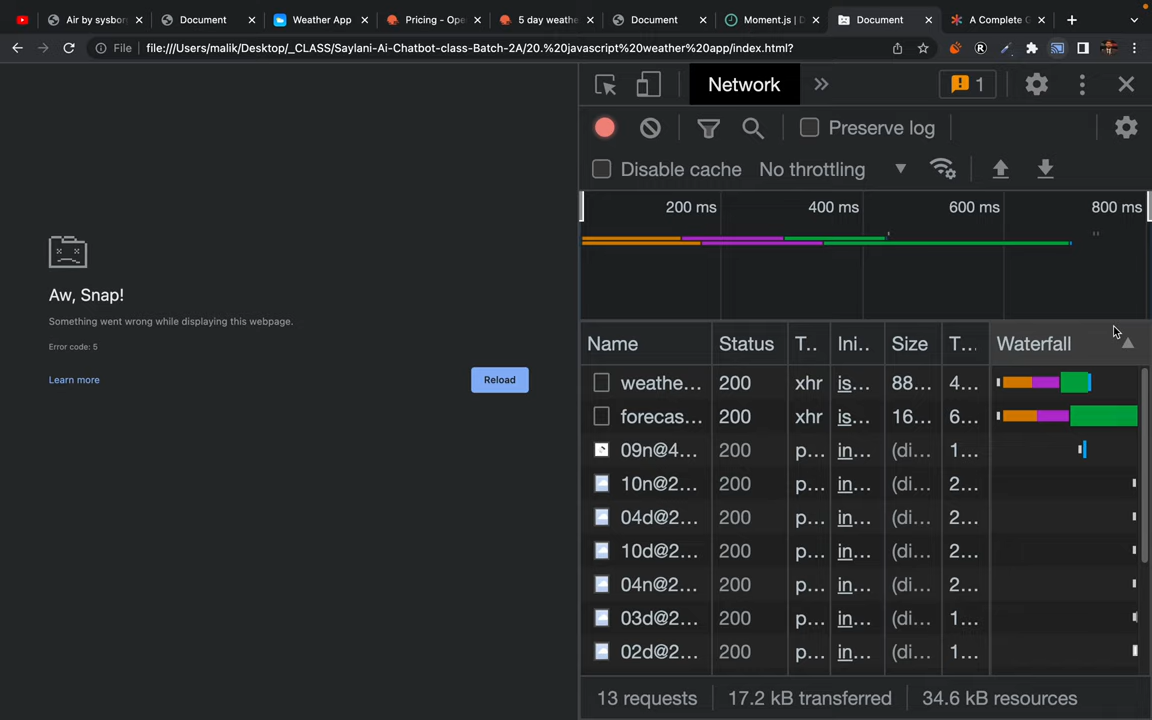 Air by sysbor
Document
Weather App
Pricing - Ope
5 day weathe
Document
Moment.js | D
Document
A Complete G
File
file:///Users/malik/Desktop/_CLASS/Saylani-Ai-Chatbot-class-Batch-2A/20.%20javascript%20weather%20app/index.html?
Aw, Snap!
Something went wrong while displaying this webpage.
Error code: 5
Learn more
Reload
Network
1
Preserve log
Disable cache
No throttling
200 ms 400 ms 600 ms 800 ms
Name Status T.. Ini... Size T... Waterfall
weathe... 200 xhr is... 88... 4...
forecas... 200 xhr is... 16... 6...
09n@4... 200 p... in... (di... 1...
10n@2... 200 p... in... (di... 2...
04d@2... 200 p... in... (di... 2...
10d@2... 200 p... in... (di... 2...
04n@2... 200 p... in... (di... 2...
03d@2... 200 p... in... (di... 1...
02d@2... 200 p... in... (di... 1...
13 requests 17.2 kB transferred 34.6 kB resources